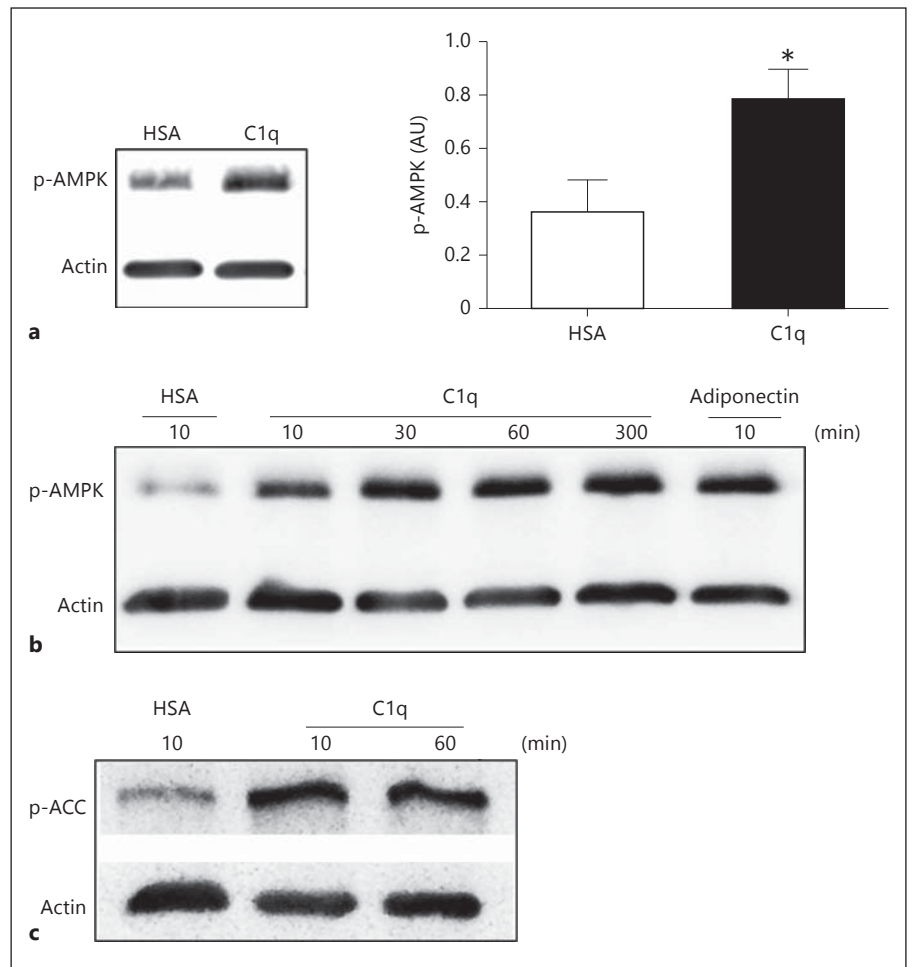 HSA C1q
p-AMPK
Actin
a
1.0
0.8
0.6
0.4
0.2
0
p-AMPK (AU)
*
HSA C1q
HSA C1q Adiponectin
10 10 30 60 300 10 (min)
p-AMPK
Actin
b
HSA C1q
10 10 60 (min)
p-ACC
Actin
c